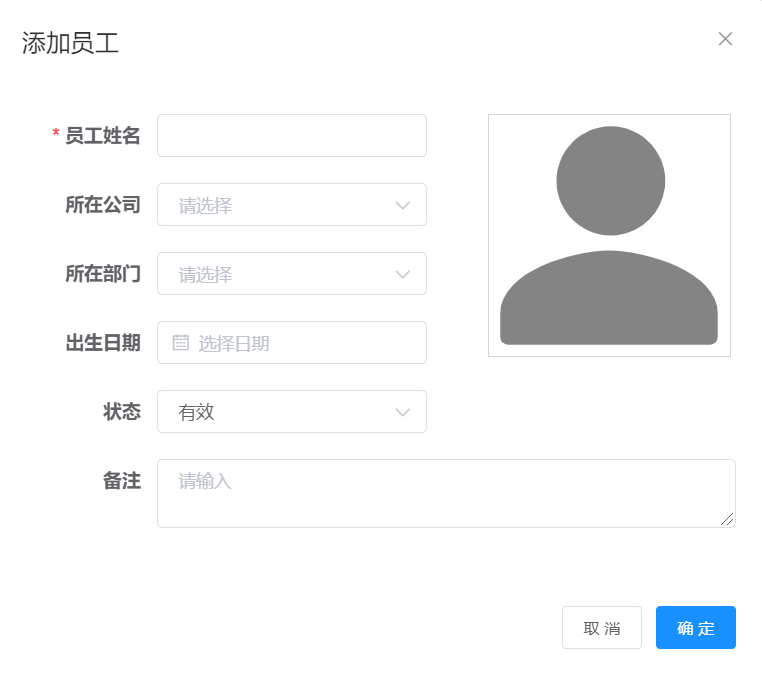 添加员工
* 员工姓名
所在公司 请选择
所在部门 请选择
出生日期 选择日期
状态 有效
备注 请输入
取 消 确 定